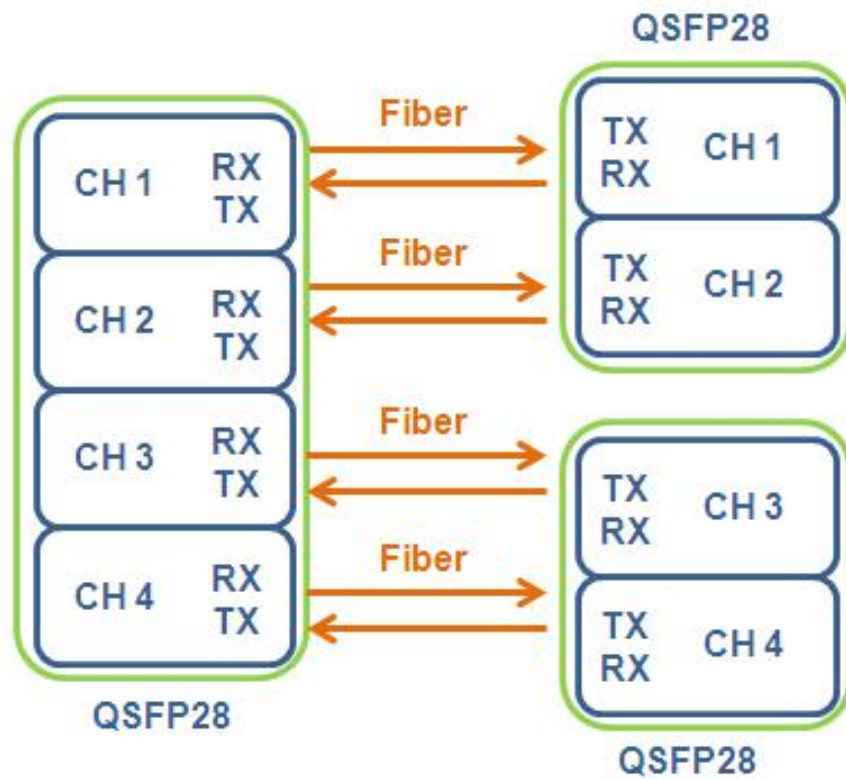 QSFP28
Fiber
CH 1 RX
TX
TX CH 1
RX
Fiber
CH 2 RX
TX
TX CH 2
RX
Fiber
CH 3 RX
TX
TX CH 3
RX
Fiber
CH 4 RX
TX
TX CH 4
RX
QSFP28
QSFP28